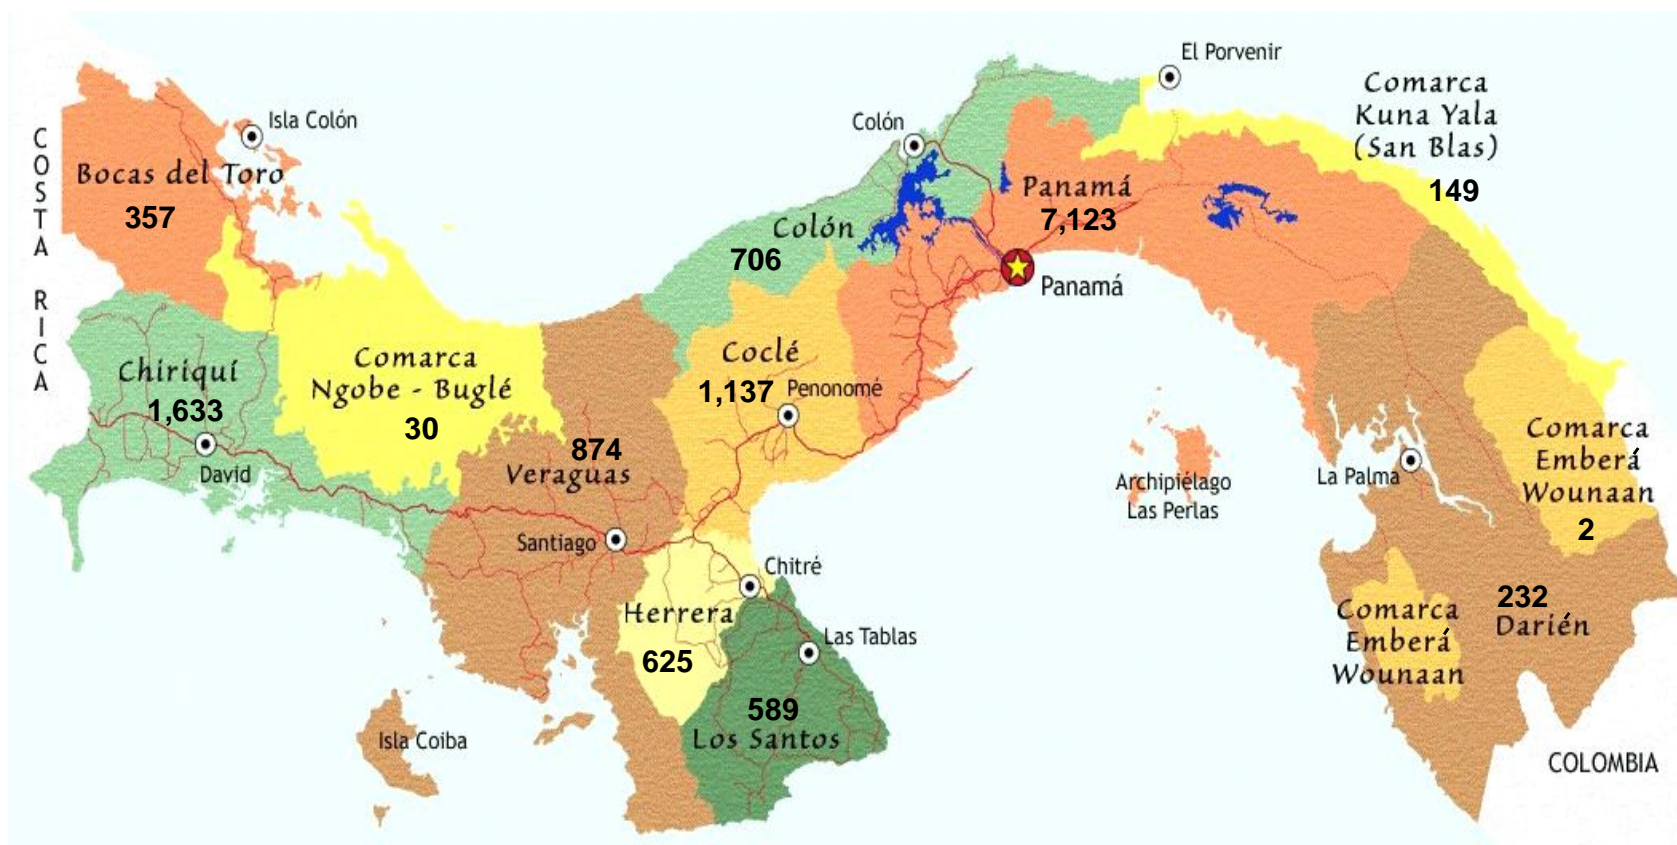 COSTA RICA
Bocas del Toro
357
Isla Colón
Chiriquí
1,633
David
Comarca
Ngobe - Buglé
30
874
Veraguas
Santiago
Isla Coiba
Colón
Colón
706
Coclé
1,137
Penonomé
Chitré
Herrera
625
Las Tablas
589
Los Santos
Panamá
7,123
Panamá
El Porvenir
Comarca
Kuna Yala
(San Blas)
149
Archipiélago
Las Perlas
La Palma
Comarca
Emberá
Wounaan
2
232
Darién
Comarca
Emberá
Wounaan
COLOMBIA